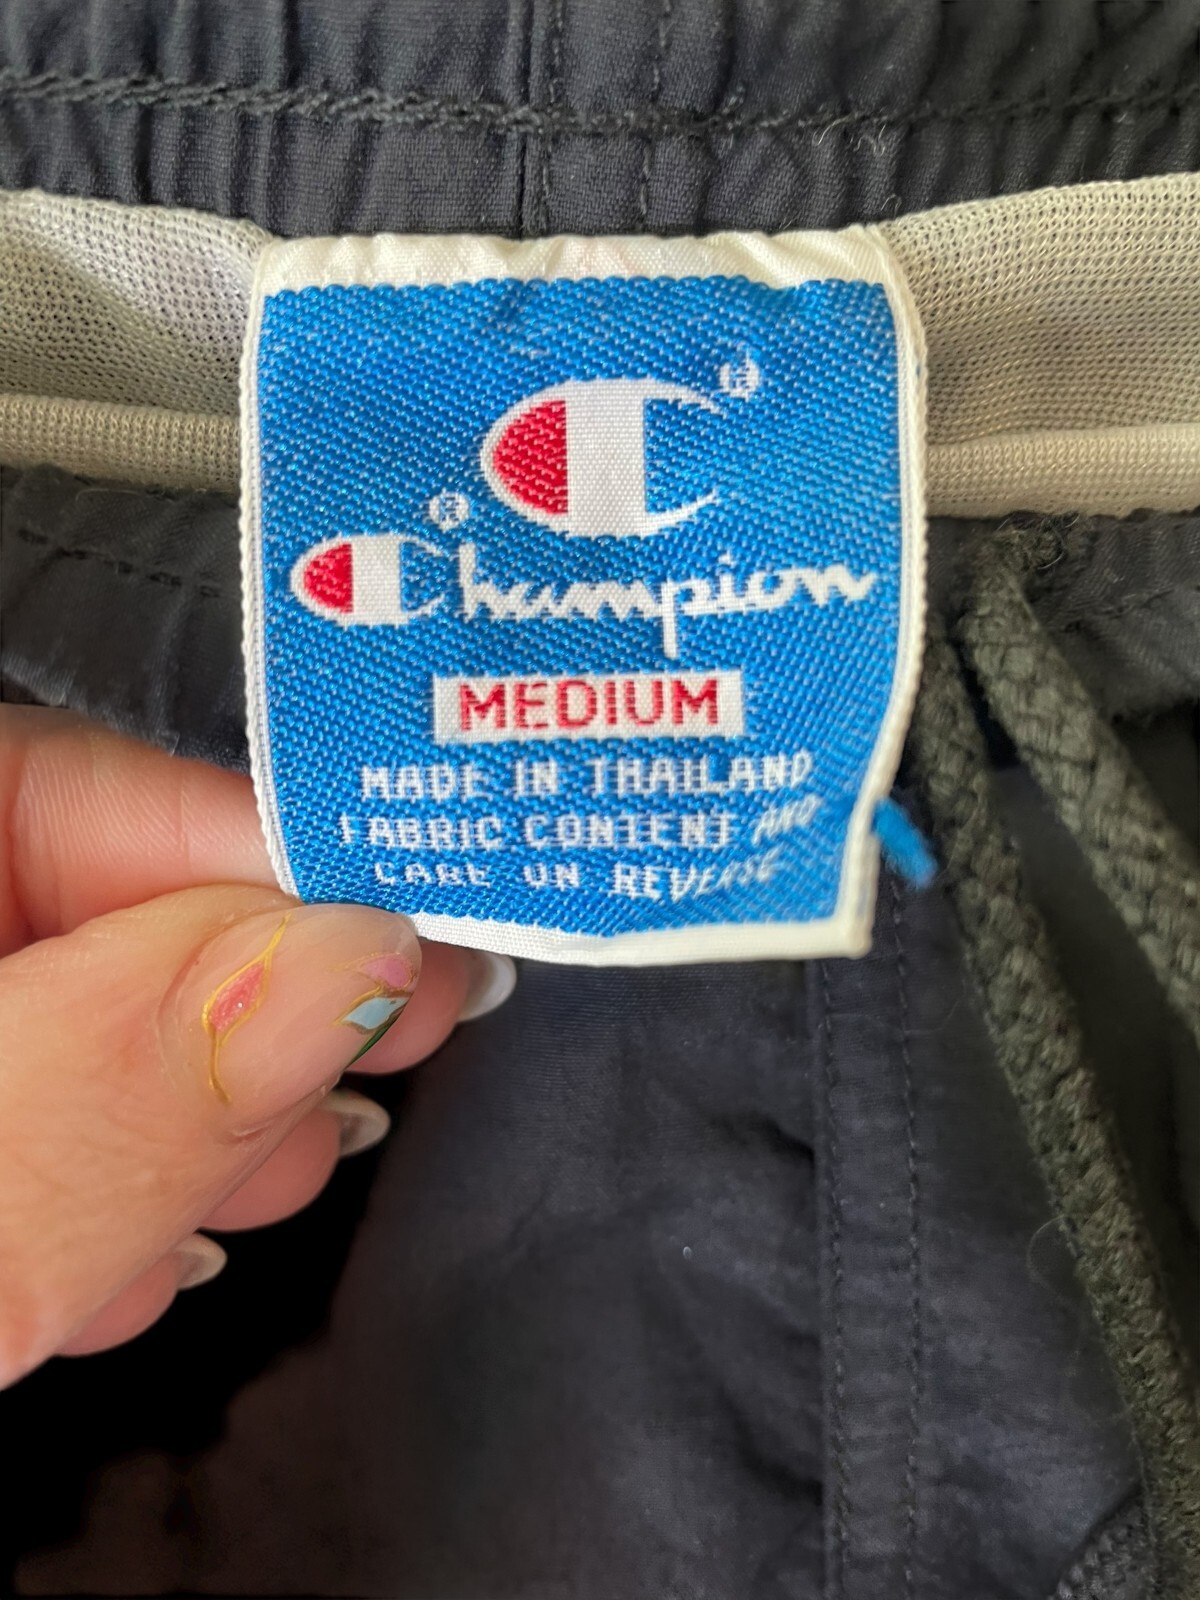 ®
®
Champion
MEDIUM
MADE IN THAILAND
FABRIC CONTENT AND
CARE ON REVERSE